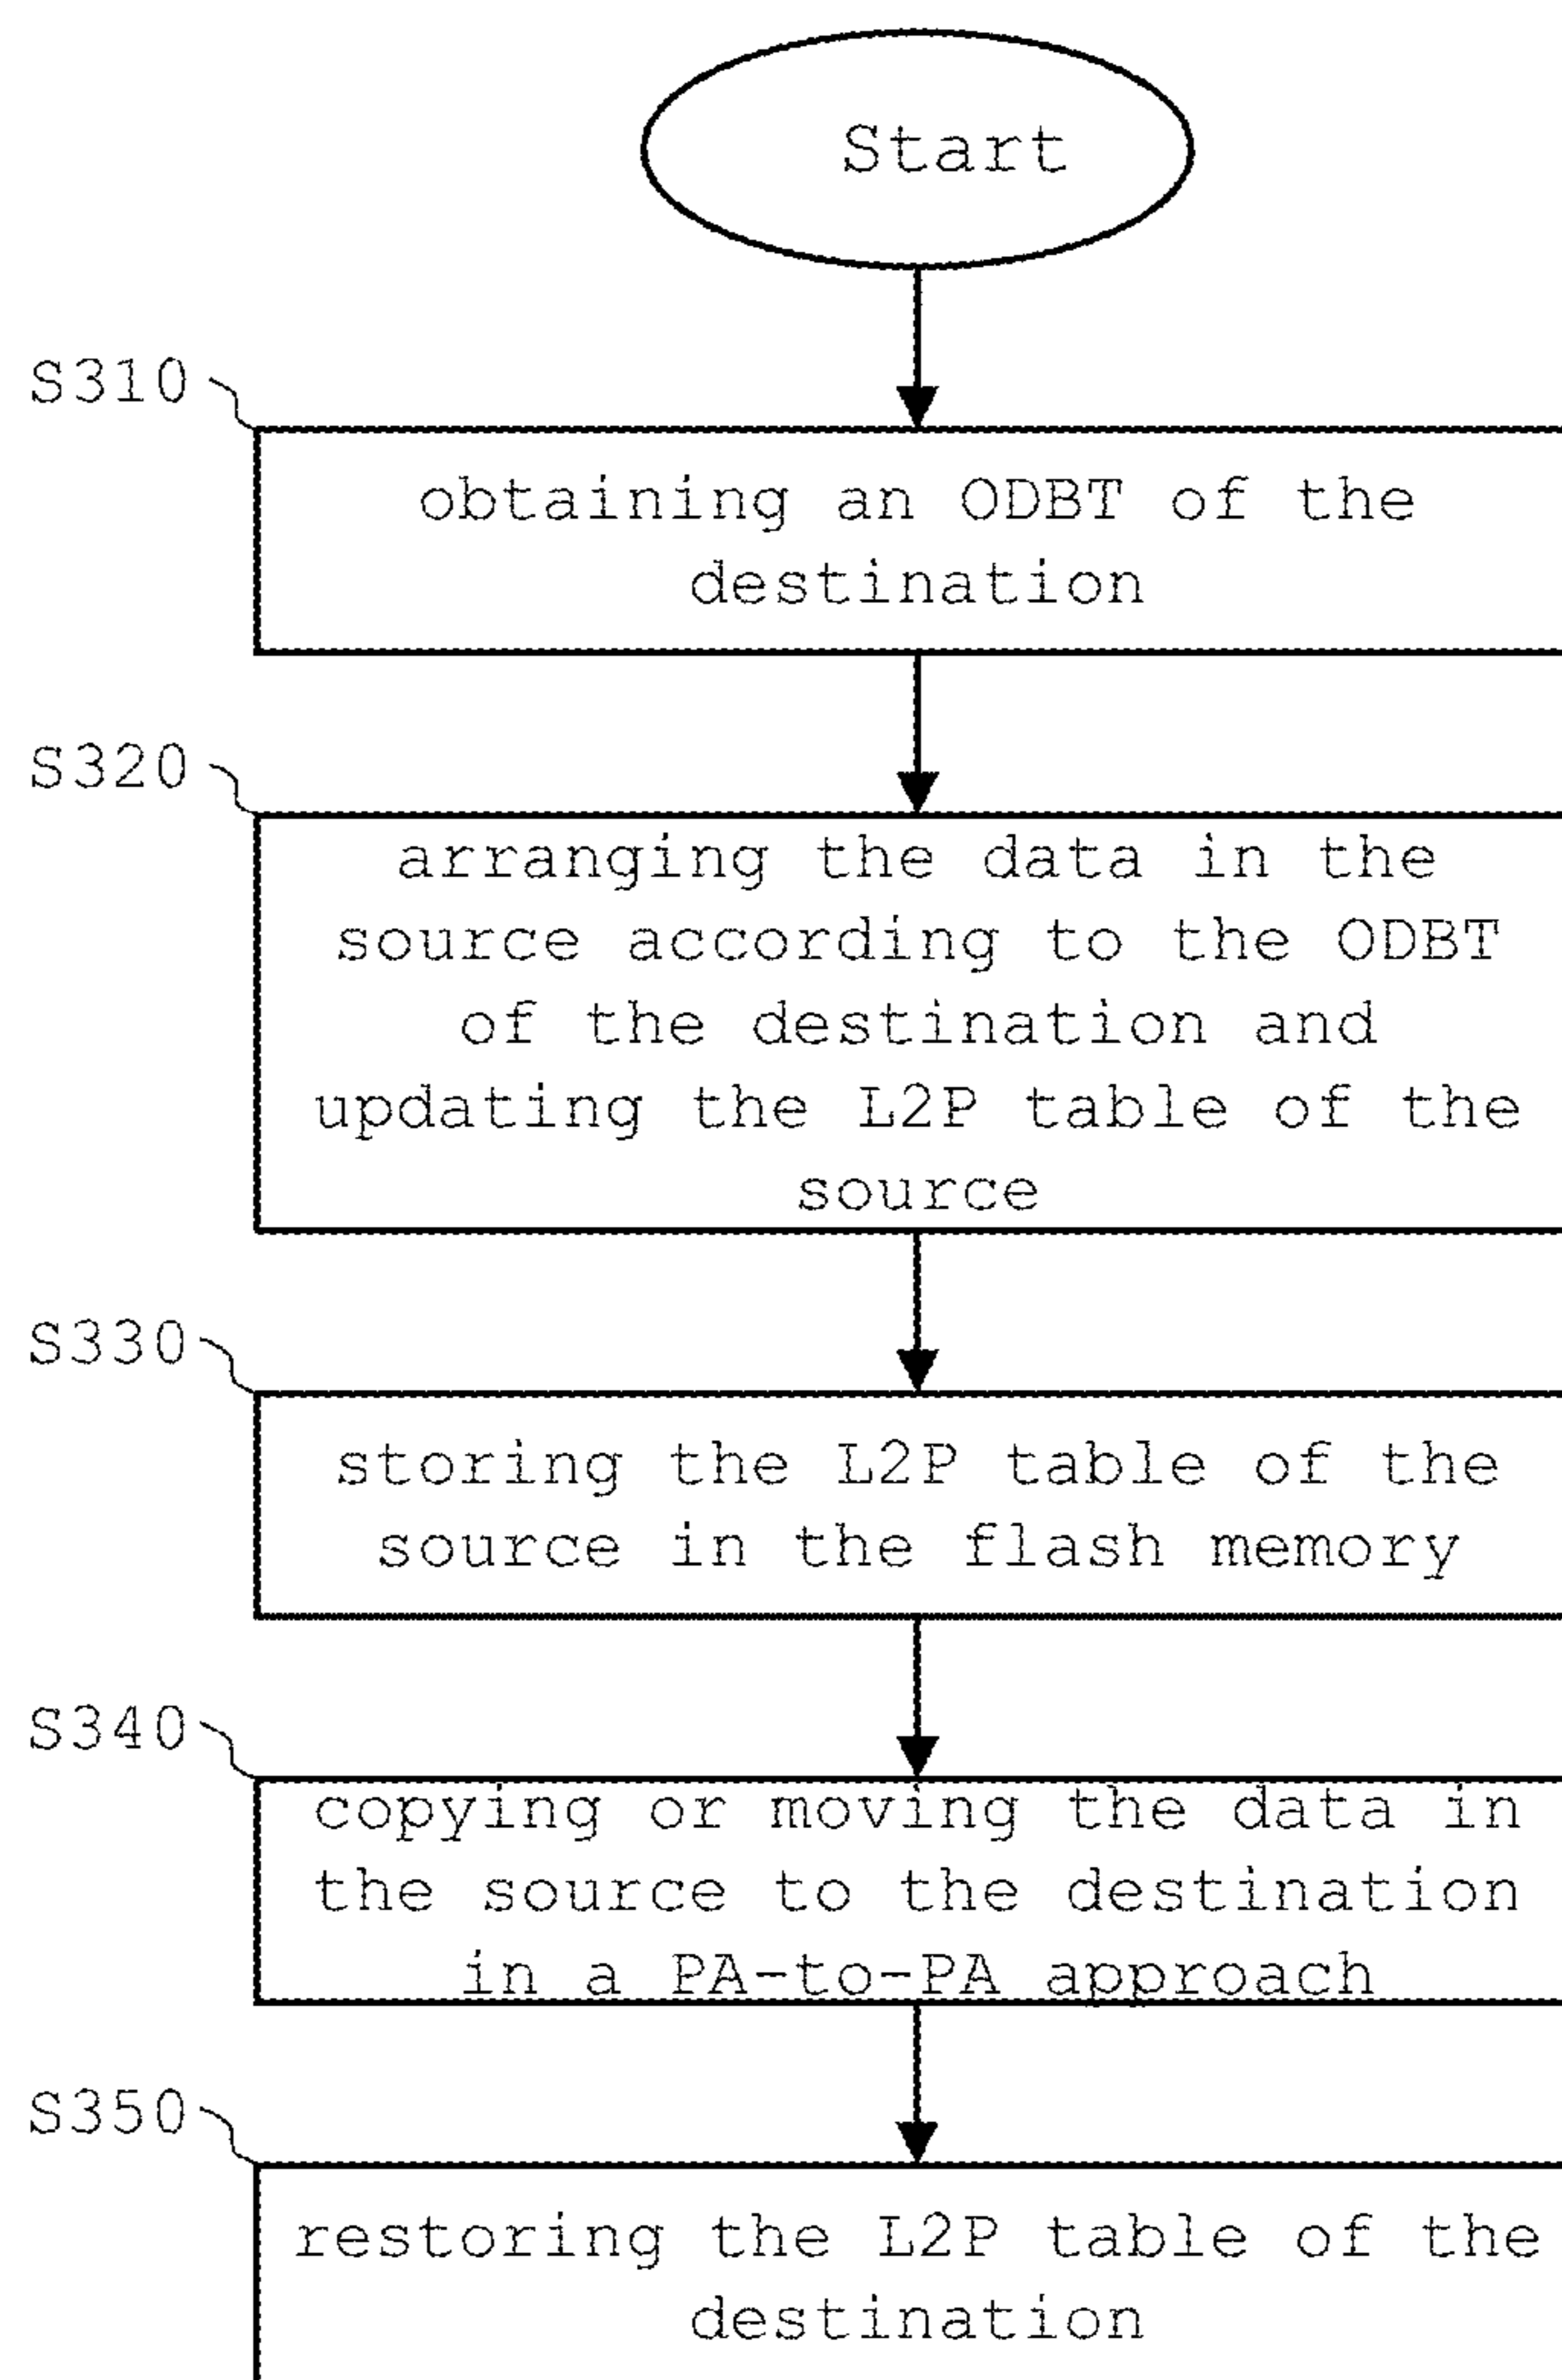 Start
S310
obtaining an ODBT of the
destination
S320
arranging the data in the
source according to the ODBT
of the destination and
updating the L2P table of the
source
S330
storing the L2P table of the
source in the flash memory
S340
copying or moving the data in
the source to the destination
in a PA-to-PA approach
S350
restoring the L2P table of the
destination